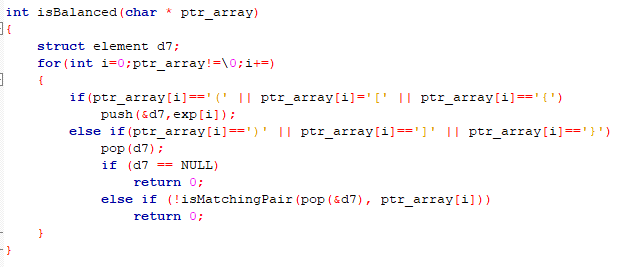 int isBalanced(char * ptr_array)
{
    struct element d7;
    for(int i=0;ptr_array!=\0;i+=)
    {
        if(ptr_array[i]=='(' || ptr_array[i]='[' || ptr_array[i]=='{')
            push(&d7,exp[i]);
        else if(ptr_array[i]==')' || ptr_array[i]==']' || ptr_array[i]=='}')
            pop(d7);
            if (d7 == NULL)
                return 0;
            else if (!isMatchingPair(pop(&d7), ptr_array[i]))
                return 0;
    }
}